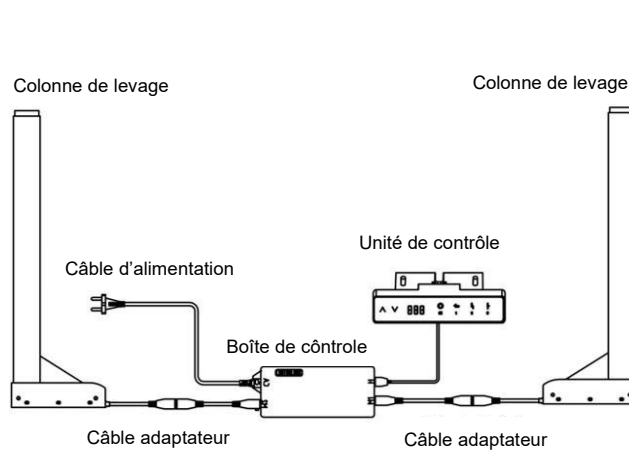 Colonne de levage
Colonne de levage
Unité de contrôle
Câble d'alimentation
Boîte de côntrole
Câble adaptateur
Câble adaptateur